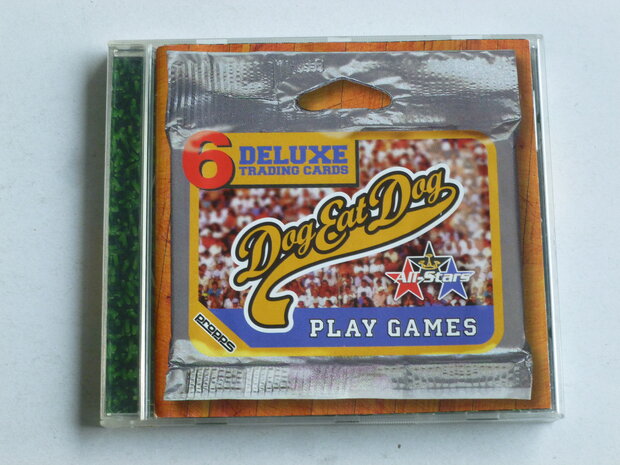 6 DELUXE
TRADING CARDS
Dog Eat Dog
All-Stars
PLAY GAMES